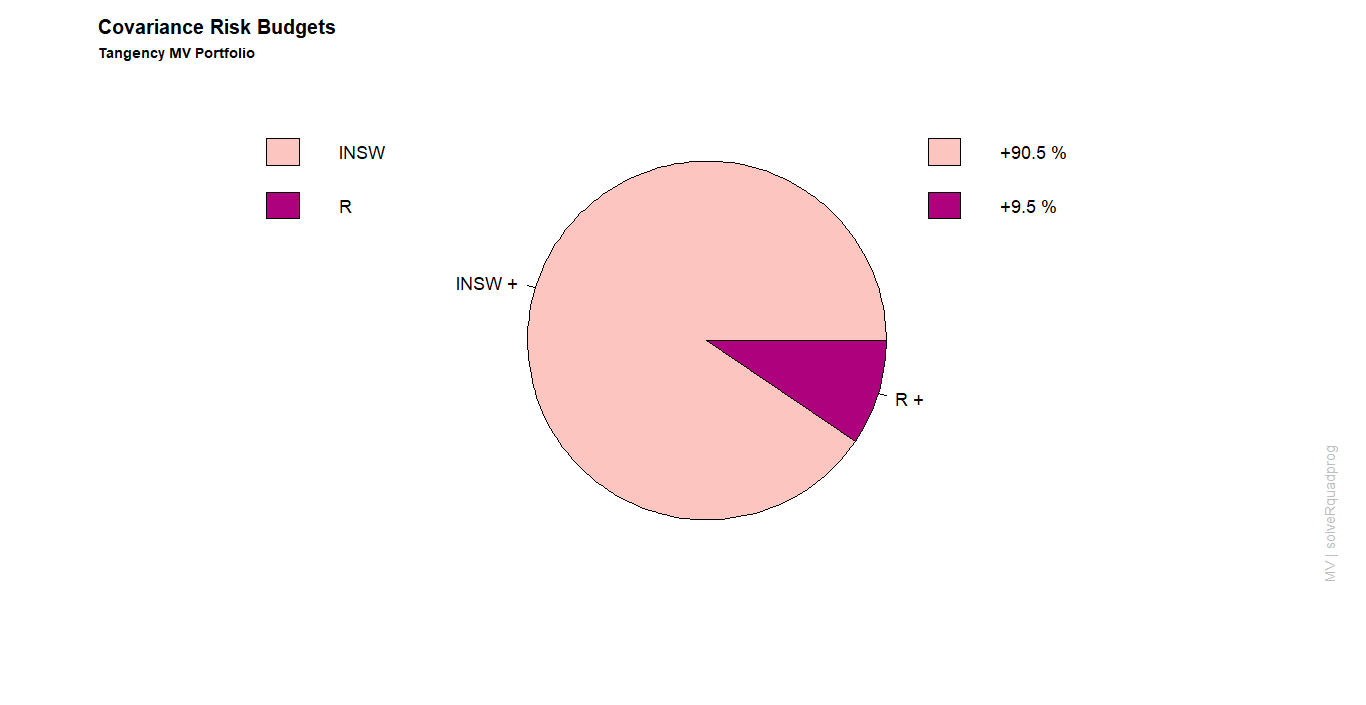 Covariance Risk Budgets
Tangency MV Portfolio
INSW
R
+90.5 %
+9.5 %
INSW +
R +
MV | solveRquadprog